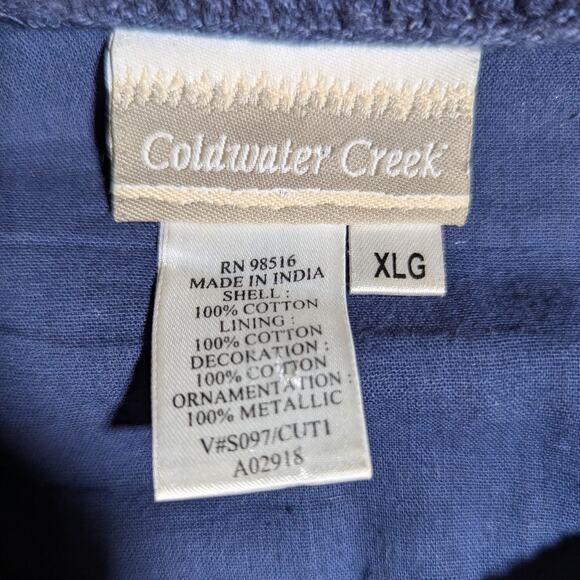 Coldwater Creek
XLG
RN 98516
MADE IN INDIA
SHELL :
100% COTTON
LINING :
100% COTTON
DECORATION :
100% COTTON
ORNAMENTATION :
100% METALLIC
V#S097/CUT1
A02918